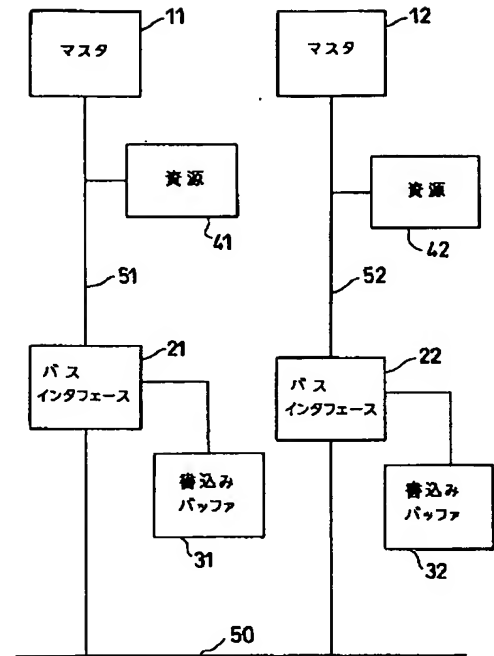 11
マスタ
12
マスタ
資源
41
資源
42
51
52
21
バス
インタフェース
22
バス
インタフェース
書込み
バッファ
31
書込み
バッファ
32
50